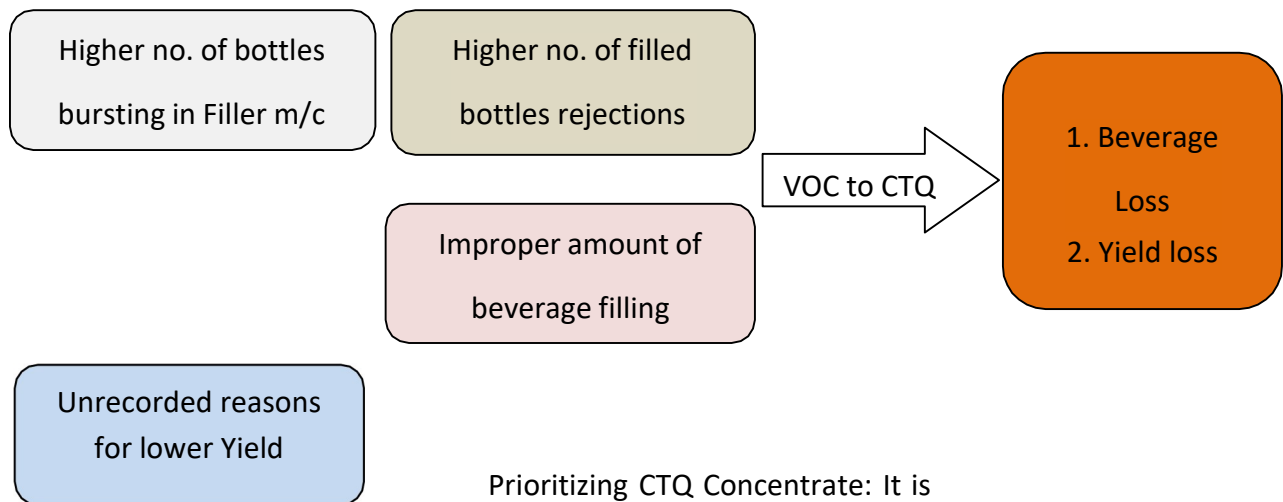 Higher no. of bottles
bursting in Filler m/c
Higher no. of filled
bottles rejections
VOC to CTQ
1. Beverage
Loss
2. Yield loss
Improper amount of
beverage filling
Unrecorded reasons
for lower Yield
Prioritizing CTQ Concentrate: It is